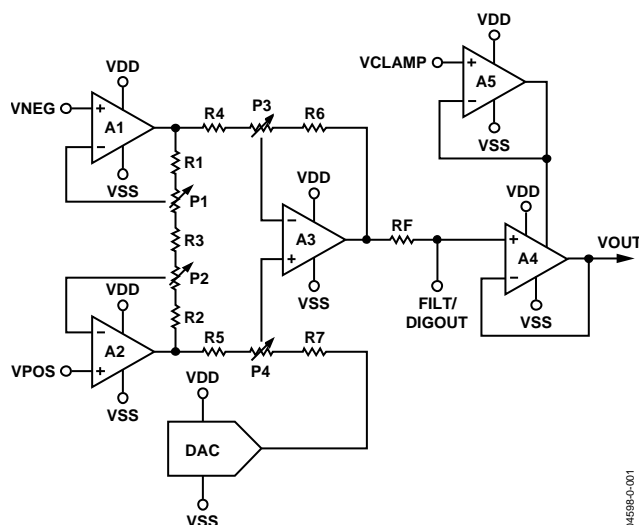 VDD
VCLAMP
A5
VSS
VDD
VNEG
A1
VSS
R4
P3
R6
R1
P1
R3
P2
R2
VDD
A3
VSS
RF
FILT/
DIGOUT
VDD
A4
VOUT
VSS
VDD
A2
VPOS
VSS
R5
P4
R7
VDD
DAC
VSS
04598-0-001